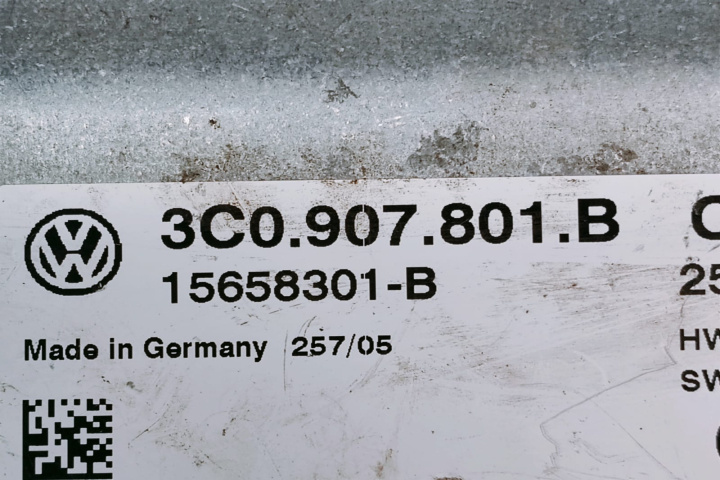 3C0.907.801.B
15658301-B
Made in Germany 257/05
HW
SW